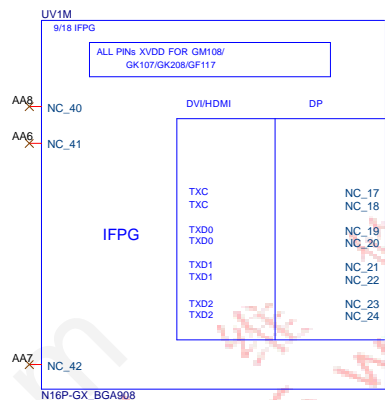 UV1M
9/18 IFPG
ALL PINs XVDD FOR GM108/
GK107/GK208/GF117
AA8
NC_40
DVI/HDMI
DP
AA6
NC_41
TXC
NC_17
TXC
NC_18
IFPG
TXD0
NC_19
TXD0
NC_20
TXD1
NC_21
TXD1
NC_22
TXD2
NC_23
TXD2
NC_24
AA7
NC_42
N16P-GX_BGA908